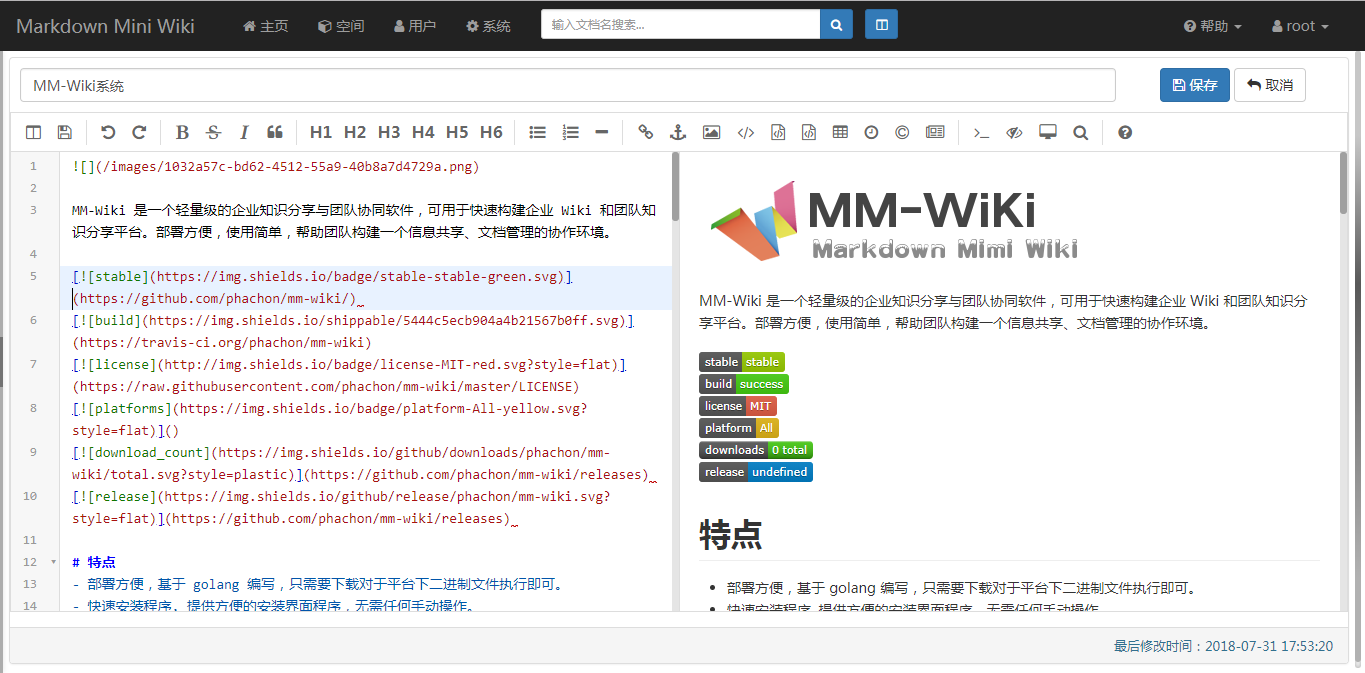 Markdown Mini Wiki 主页 空间 用户 系统 输入文档名搜索... 帮助 root
MM-Wiki系统 保存 取消
B S I H1 H2 H3 H4 H5 H6
1 ![](/images/1032a57c-bd62-4512-55a9-40b8a7d4729a.png)
2
3 MM-Wiki 是一个轻量级的企业知识分享与团队协同软件，可用于快速构建企业 Wiki 和团队知
识分享平台。部署方便，使用简单，帮助团队构建一个信息共享、文档管理的协作环境。
4
5 [![stable](https://img.shields.io/badge/stable-stable-green.svg)]
(https://github.com/phachon/mm-wiki/)
6 [![build](https://img.shields.io/shippable/5444c5ecb904a4b21567b0ff.svg)]
(https://travis-ci.org/phachon/mm-wiki)
7 [![license](http://img.shields.io/badge/license-MIT-red.svg?style=flat)]
(https://raw.githubusercontent.com/phachon/mm-wiki/master/LICENSE)
8 [![platforms](https://img.shields.io/badge/platform-All-yellow.svg?
style=flat)]()
9 [![download_count](https://img.shields.io/github/downloads/phachon/mm-
wiki/total.svg?style=plastic)](https://github.com/phachon/mm-wiki/releases)
10 [![release](https://img.shields.io/github/release/phachon/mm-wiki.svg?
style=flat)](https://github.com/phachon/mm-wiki/releases)
11
12 # 特点
13 - 部署方便，基于 golang 编写，只需要下载对于平台下二进制文件执行即可。
14 - 快速安装程序，提供方便的安装界面程序，无需任何手动操作。
MM-WiKi
Markdown Mimi Wiki
MM-Wiki 是一个轻量级的企业知识分享与团队协同软件，可用于快速构建企业 Wiki 和团队知识分
享平台。部署方便，使用简单，帮助团队构建一个信息共享、文档管理的协作环境。
stable stable
build success
license MIT
platform All
downloads 0 total
release undefined
特点
• 部署方便，基于 golang 编写，只需要下载对于平台下二进制文件执行即可。
• 快速安装程序，提供方便的安装界面程序，无需任何手动操作。
最后修改时间：2018-07-31 17:53:20